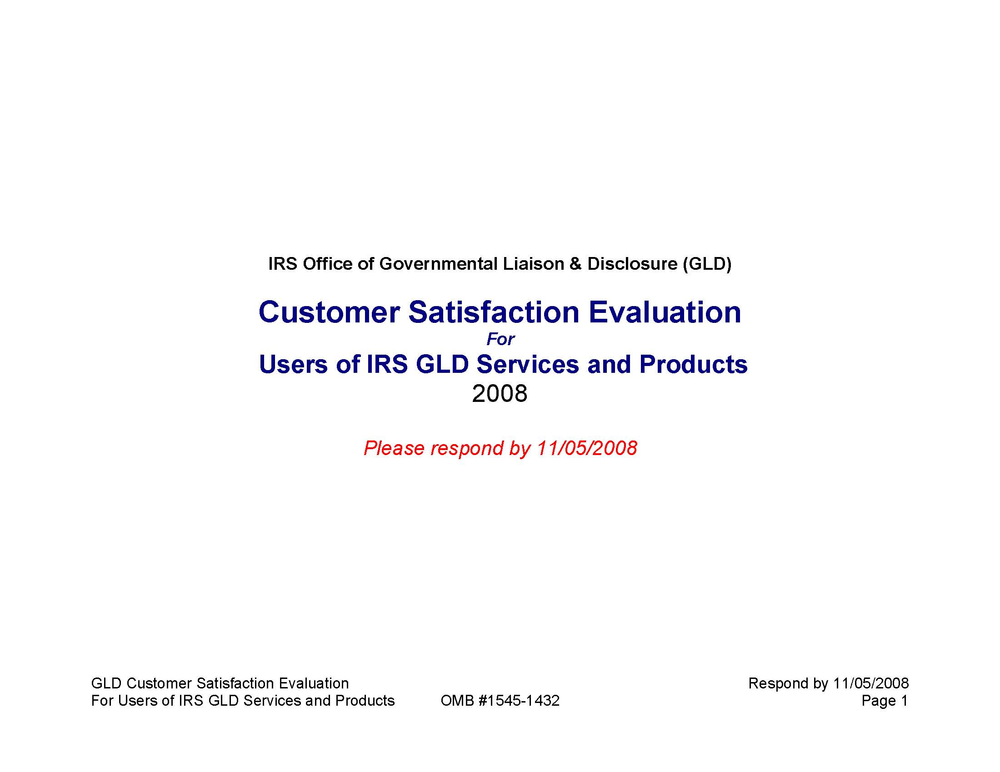 IRS Office of Governmental Liaison & Disclosure (GLD)
Customer Satisfaction Evaluation
For
Users of IRS GLD Services and Products
2008
Please respond by 11/05/2008
GLD Customer Satisfaction Evaluation Respond by 11/05/2008
For Users of IRS GLD Services and Products OMB #1545-1432 Page 1